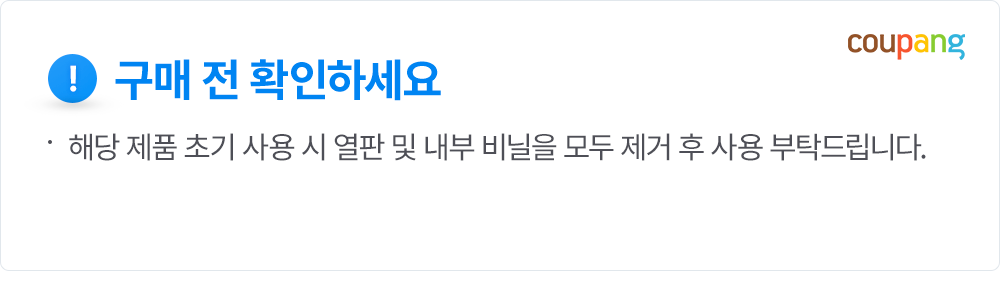 coupang
! 구매 전 확인하세요
· 해당 제품 초기 사용 시 열판 및 내부 비닐을 모두 제거 후 사용 부탁드립니다.